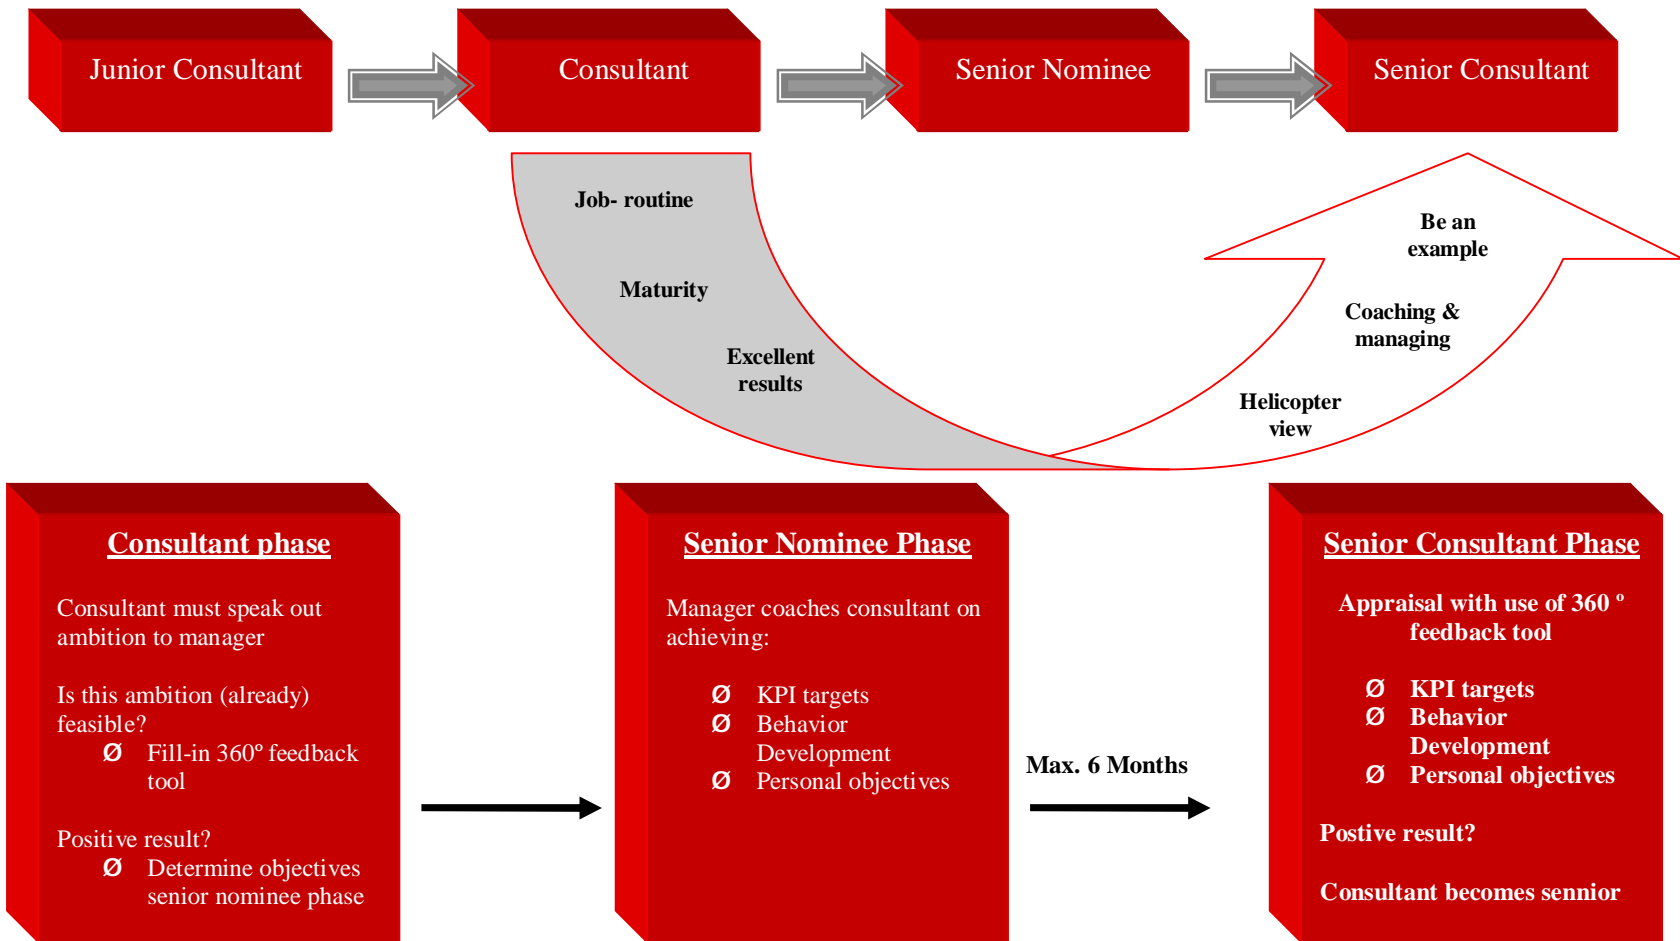 Junior Consultant
Consultant
Senior Nominee
Senior Consultant
Job- routine
Maturity
Excellent
results
Be an
example
Coaching &
managing
Helicopter
view
Consultant phase
Consultant must speak out
ambition to manager
Is this ambition (already)
feasible?
Ø Fill-in 360° feedback
tool
Positive result?
Ø Determine objectives
senior nominee phase
Senior Nominee Phase
Manager coaches consultant on
achieving:
Ø KPI targets
Ø Behavior
Development
Ø Personal objectives
Max. 6 Months
Senior Consultant Phase
Appraisal with use of 360 °
feedback tool
Ø KPI targets
Ø Behavior
Development
Ø Personal objectives
Postive result?
Consultant becomes sennior